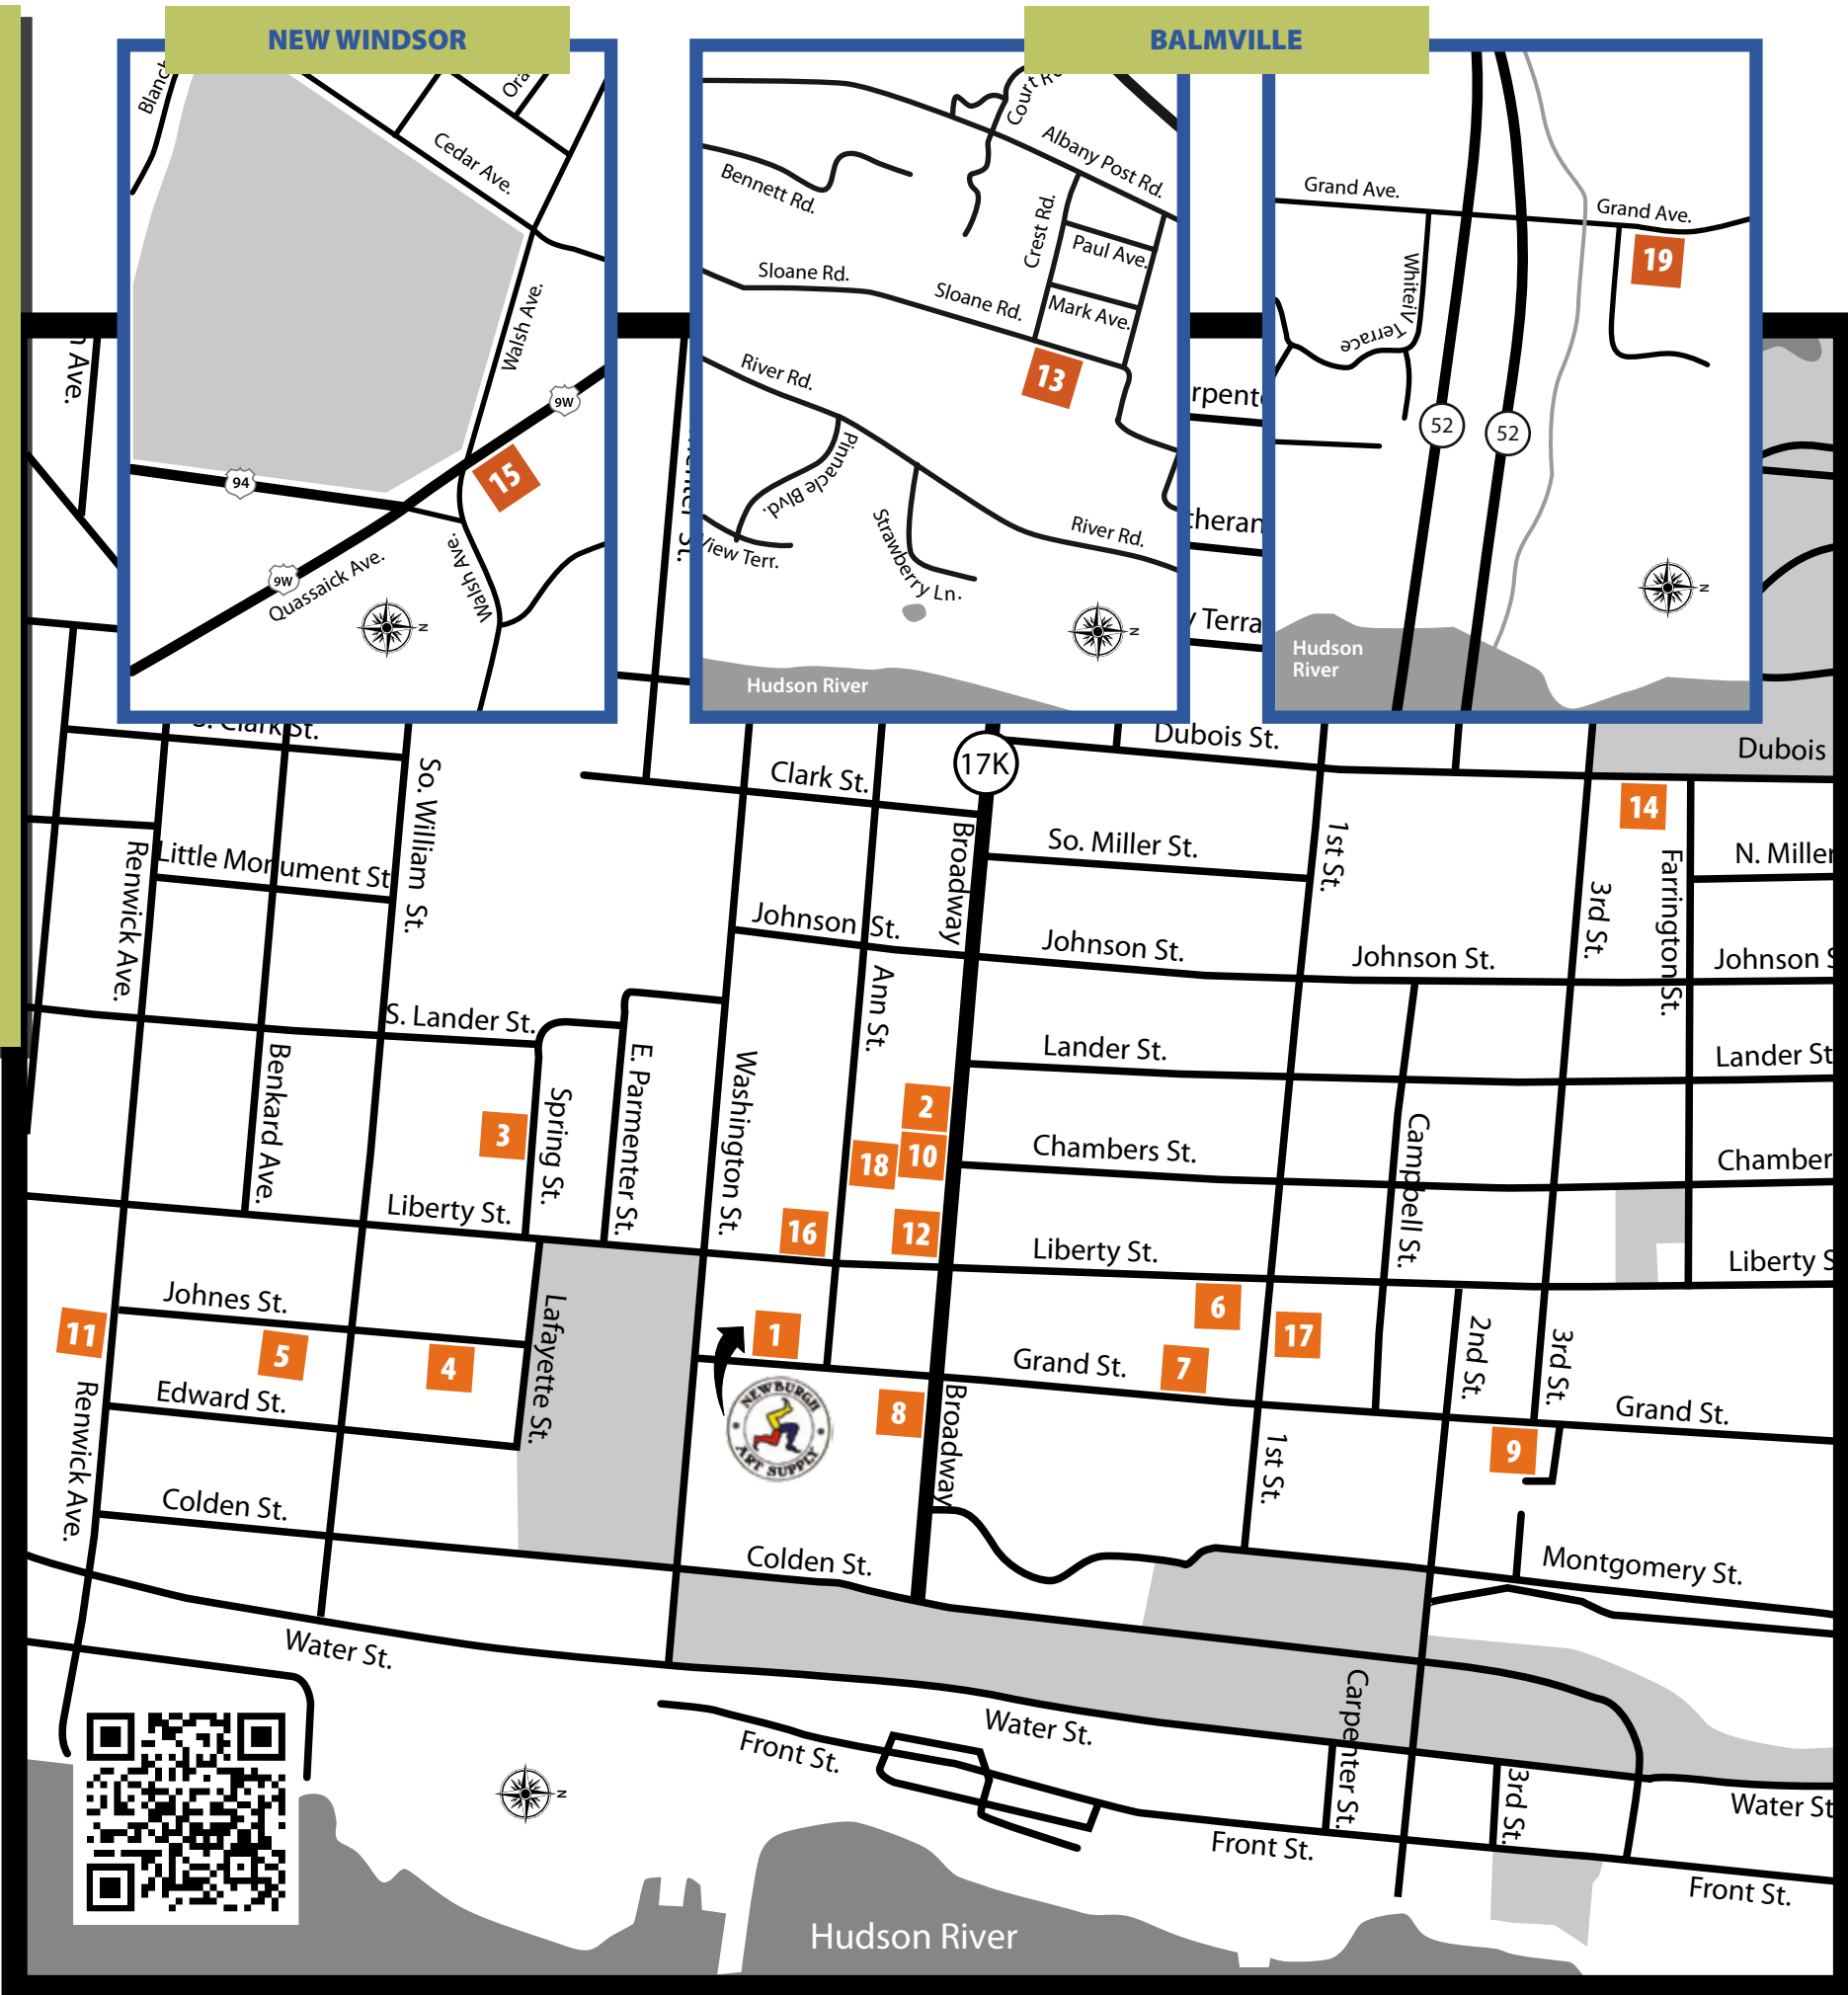 NEW WINDSOR
BALMVILLE
Cedar Ave.
Walsh Ave.
9W
94
15
9W
Quassaick Ave.
Walsh Ave.
N
Court
Albany Post Rd.
Bennett Rd.
Crest Rd.
Paul Ave.
Sloane Rd.
Sloane Rd.
Mark Ave.
13
River Rd.
Pinnacle Blvd.
View Terr.
Strawberry Ln.
River Rd.
N
Hudson River
Grand Ave.
Grand Ave.
19
Terrace
52
52
N
Hudson
River
Ave.
St.
S. Clark St.
17K
Dubois St.
Dubois
Clark St.
So. William St.
14
Broadway
So. Miller St.
1st St.
N. Miller
Renwick Ave.
Little Monument St
Farrington St.
3rd St.
Johnson St.
Johnson St.
Johnson St.
Johnson S
Ann St.
S. Lander St.
Lander St.
Lander St
Benkard Ave.
E. Parmenter St.
Washington St.
Spring St.
2
3
10
18
Chambers St.
Chamber
Campbell St.
Liberty St.
16
12
Liberty St.
Liberty S
Johnes St.
6
11
5
4
Lafayette St.
1
17
2nd St.
3rd St.
Grand St.
7
Edward St.
Renwick Ave.
NEWBURGH
ART SUPPLY
8
Broadway
Grand St.
9
1st St.
Colden St.
Colden St.
Montgomery St.
Water St.
Water St.
Carpenter St.
Front St.
3rd St.
Water St
N
Front St.
Front St.
Hudson River